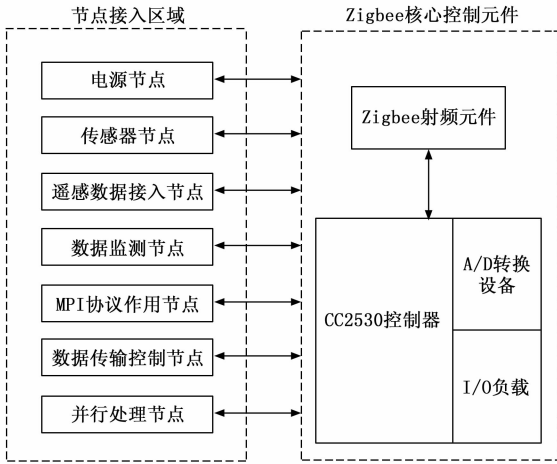 节点接入区域
电源节点
传感器节点
遥感数据接入节点
数据监测节点
MPI协议作用节点
数据传输控制节点
并行处理节点
Zigbee核心控制元件
Zigbee射频元件
CC2530控制器
A/D转换
设备
I/O负载